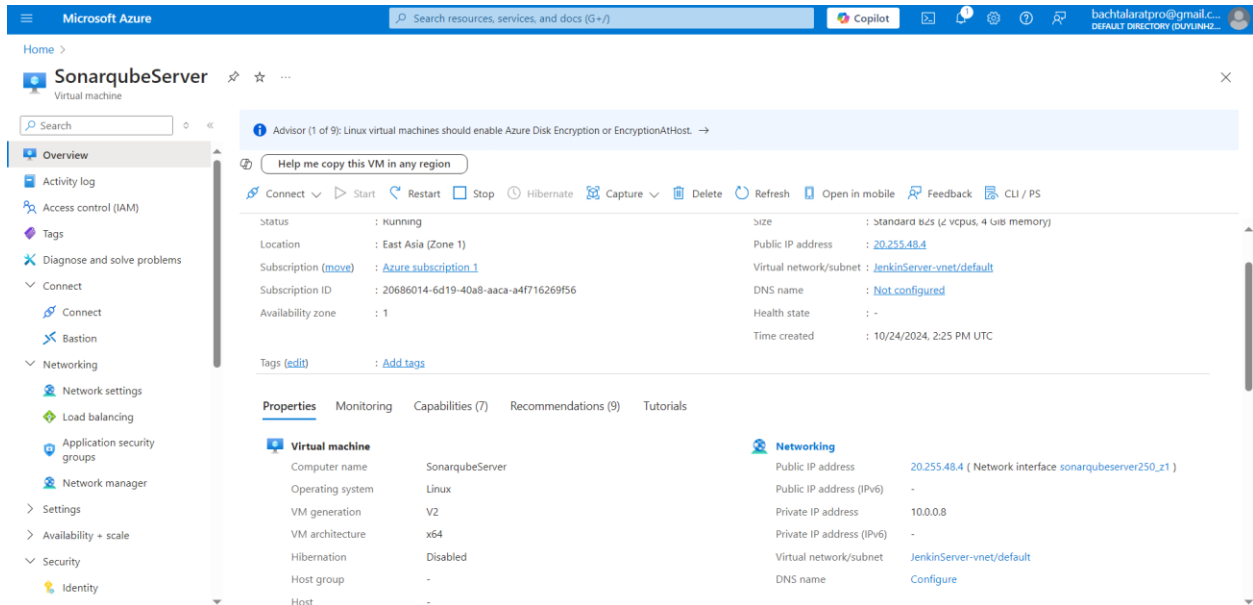 Microsoft Azure
Search resources, services, and docs (G+/)
Copilot
1
bachtalaratpro@gmail.c...
DEFAULT DIRECTORY (DUYLINH2...
Home >
SonarqubeServer
Virtual machine
Search
Advisor (1 of 9): Linux virtual machines should enable Azure Disk Encryption or EncryptionAtHost. →
Help me copy this VM in any region
Connect
Start
Restart
Stop
Hibernate
Capture
Delete
Refresh
Open in mobile
Feedback
CLI / PS
Overview
Activity log
Access control (IAM)
Tags
Diagnose and solve problems
Connect
Connect
Bastion
Networking
Network settings
Load balancing
Application security
groups
Network manager
Settings
Availability + scale
Security
Identity
Status : Running
Location : East Asia (Zone 1)
Subscription (move) : Azure subscription 1
Subscription ID : 20686014-6d19-40a8-aaca-a4f716269f56
Availability zone : 1
Size : Standard B2s (2 vcpus, 4 GiB memory)
Public IP address : 20.255.48.4
Virtual network/subnet : JenkinServer-vnet/default
DNS name : Not configured
Health state : -
Time created : 10/24/2024, 2:25 PM UTC
Tags (edit) : Add tags
Properties
Monitoring
Capabilities (7)
Recommendations (9)
Tutorials
Virtual machine
Computer name SonarqubeServer
Operating system Linux
VM generation V2
VM architecture x64
Hibernation Disabled
Host group -
Host -
Networking
Public IP address 20.255.48.4 ( Network interface sonarqubeserver250_z1 )
Public IP address (IPv6) -
Private IP address 10.0.0.8
Private IP address (IPv6) -
Virtual network/subnet JenkinServer-vnet/default
DNS name Configure